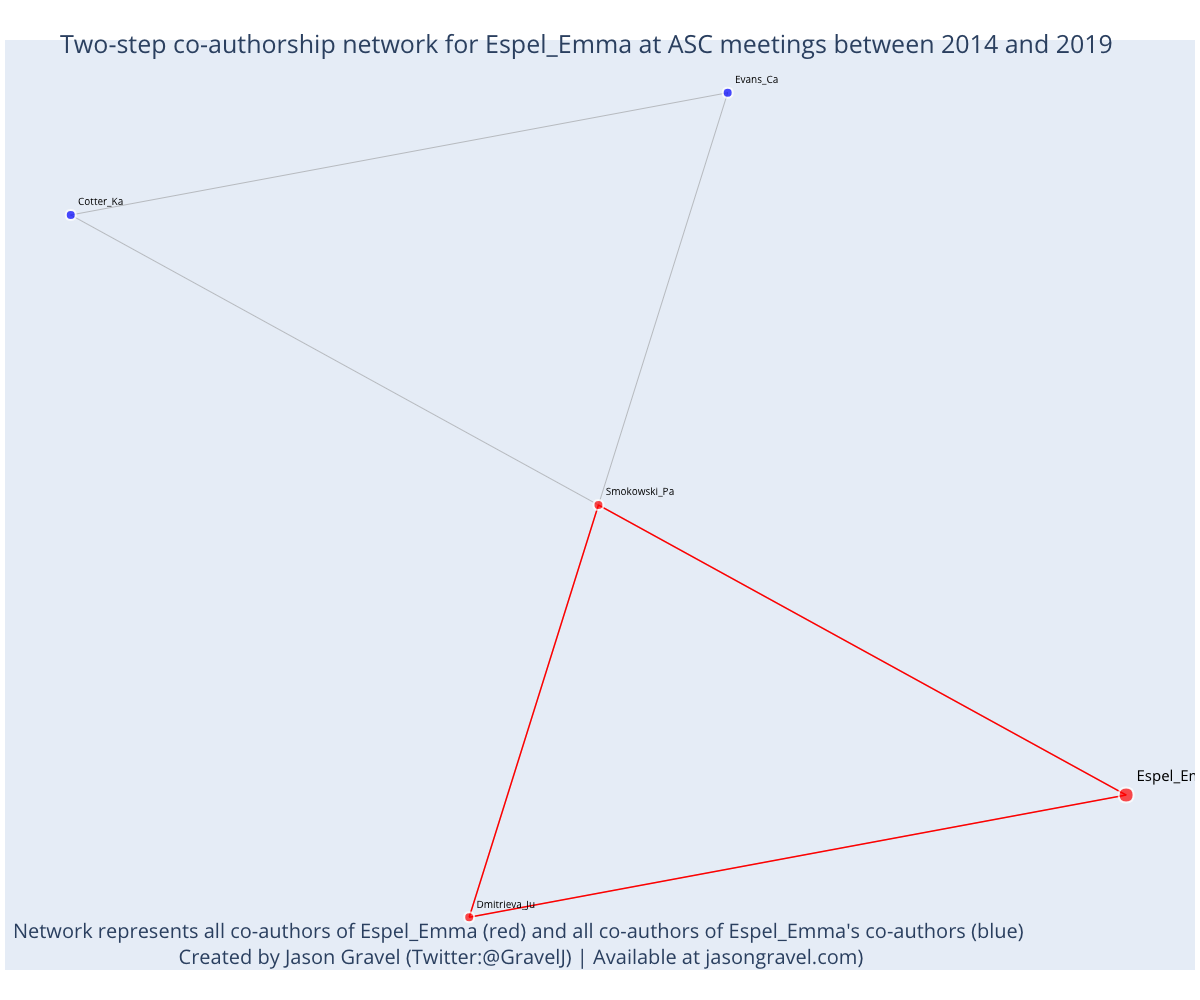 Two-step co-authorship network for Espel_Emma at ASC meetings between 2014 and 2019
Evans_Ca
Cotter_Ka
Smokowski_Pa
Espel_En
Dmitrieva_Ju
Network represents all co-authors of Espel_Emma (red) and all co-authors of Espel_Emma's co-authors (blue)
Created by Jason Gravel (Twitter:@GravelJ) | Available at jasongravel.com)